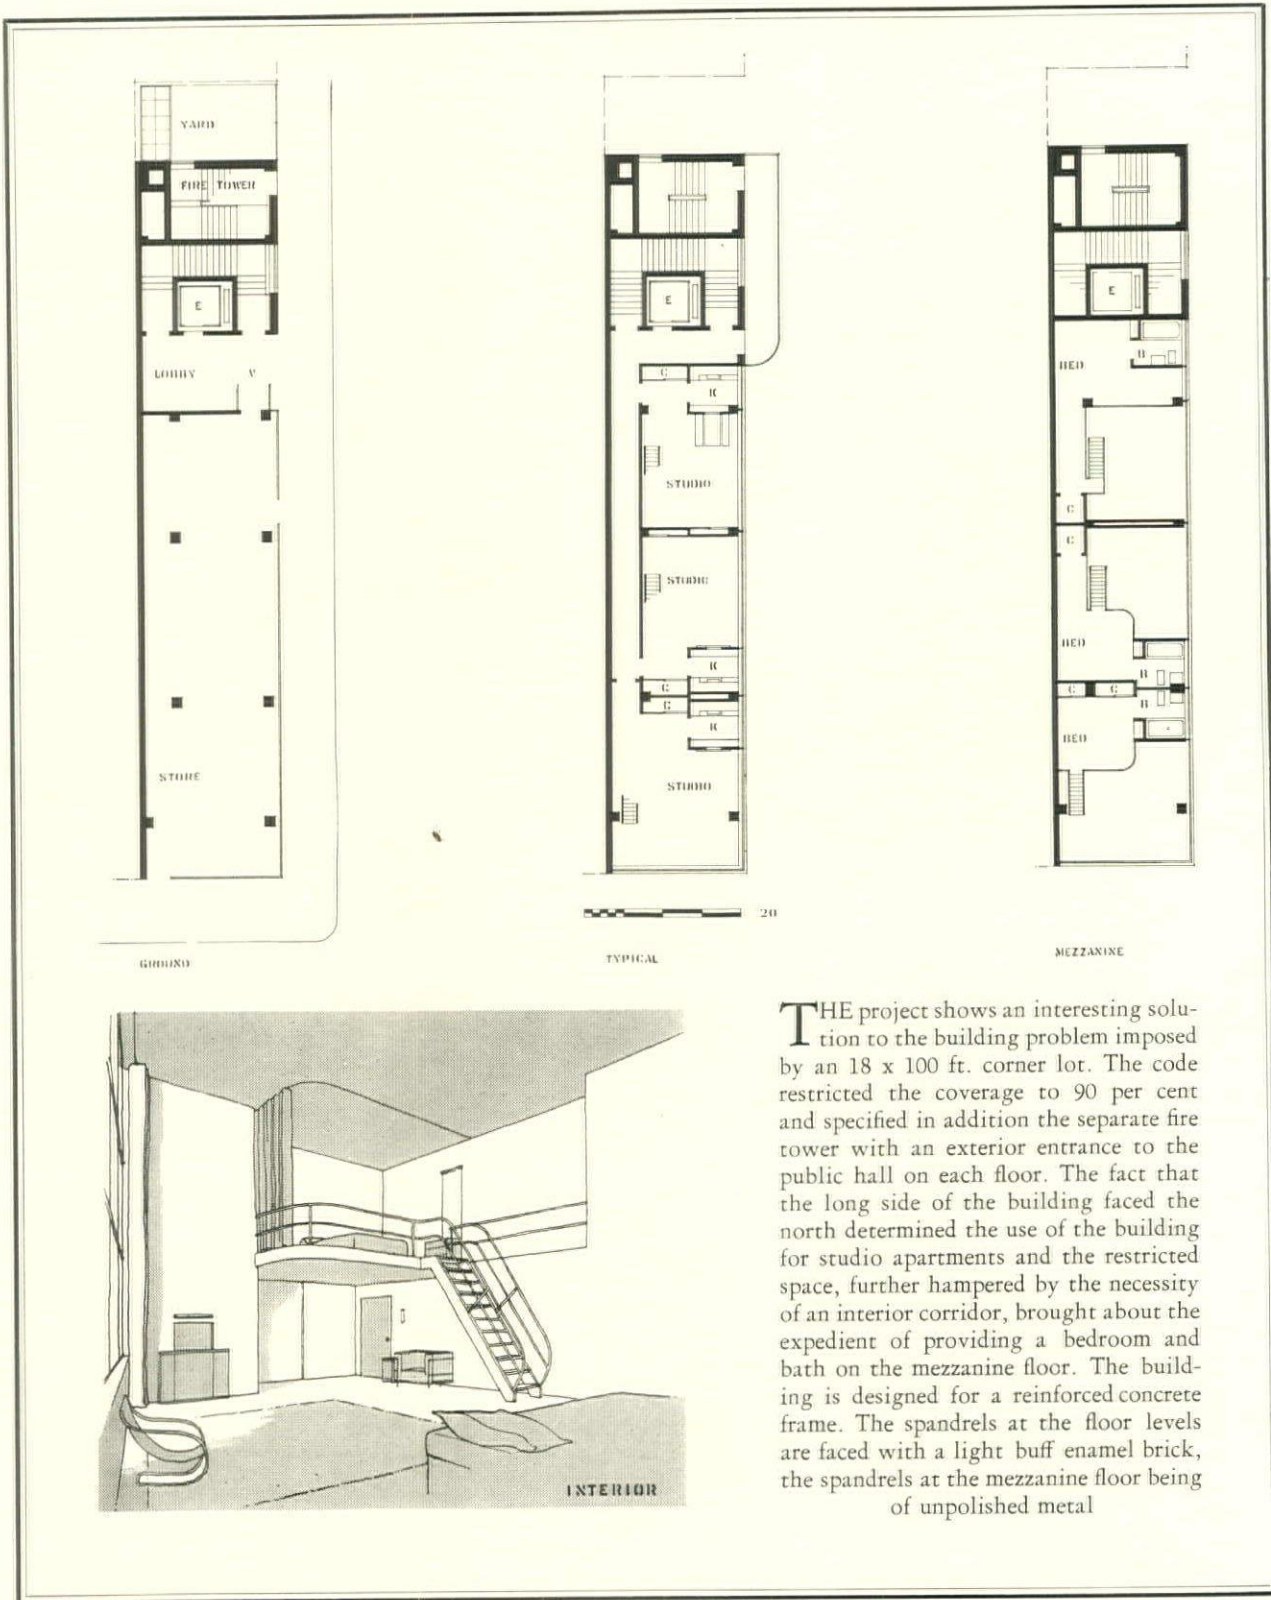 YARD
FIRE TOWER
E
LOBBY V
STORE
GROUND
E
C
K
STUDIO
STUDIO
K
C
C
K
STUDIO
20
TYPICAL
E
B
BED
C
C
BED
B
C C
B
BED
MEZZANINE
INTERIOR
THE project shows an interesting solu-
tion to the building problem imposed
by an 18 x 100 ft. corner lot. The code
restricted the coverage to 90 per cent
and specified in addition the separate fire
tower with an exterior entrance to the
public hall on each floor. The fact that
the long side of the building faced the
north determined the use of the building
for studio apartments and the restricted
space, further hampered by the necessity
of an interior corridor, brought about the
expedient of providing a bedroom and
bath on the mezzanine floor. The build-
ing is designed for a reinforced concrete
frame. The spandrels at the floor levels
are faced with a light buff enamel brick,
the spandrels at the mezzanine floor being
of unpolished metal